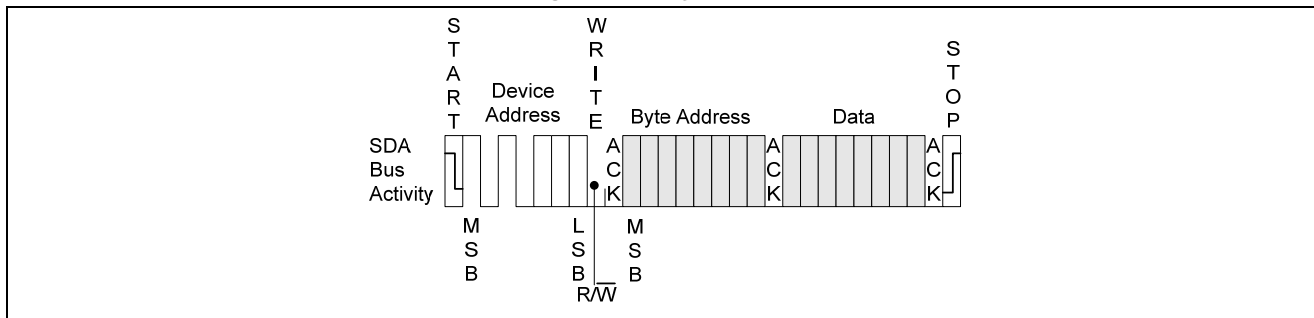 START
WRITE
STOP
Device
Address
Byte Address
Data
SDA
Bus
Activity
ACK
ACK
ACK
MSB
LSB
MSB
R/W̅